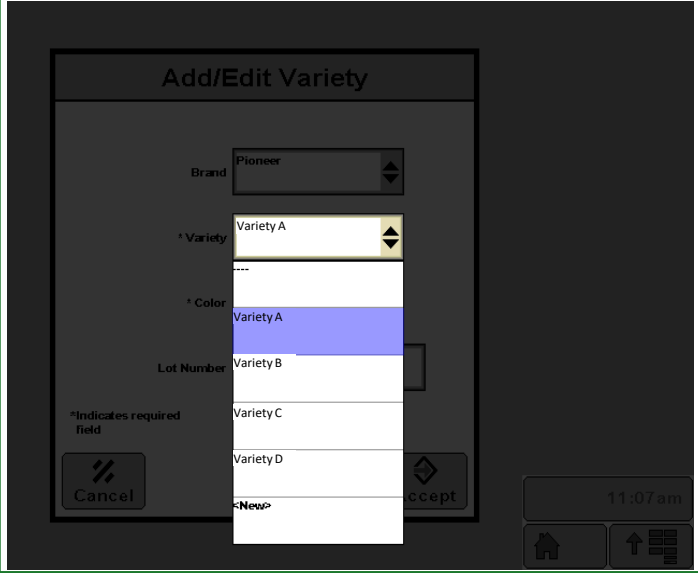 Add/Edit Variety
Brand
Pioneer
* Variety
Variety A
----
* Color
Variety A
Lot Number
Variety B
*Indicates required
field
Variety C
Variety D
Cancel
<New>
ccept
11:07am